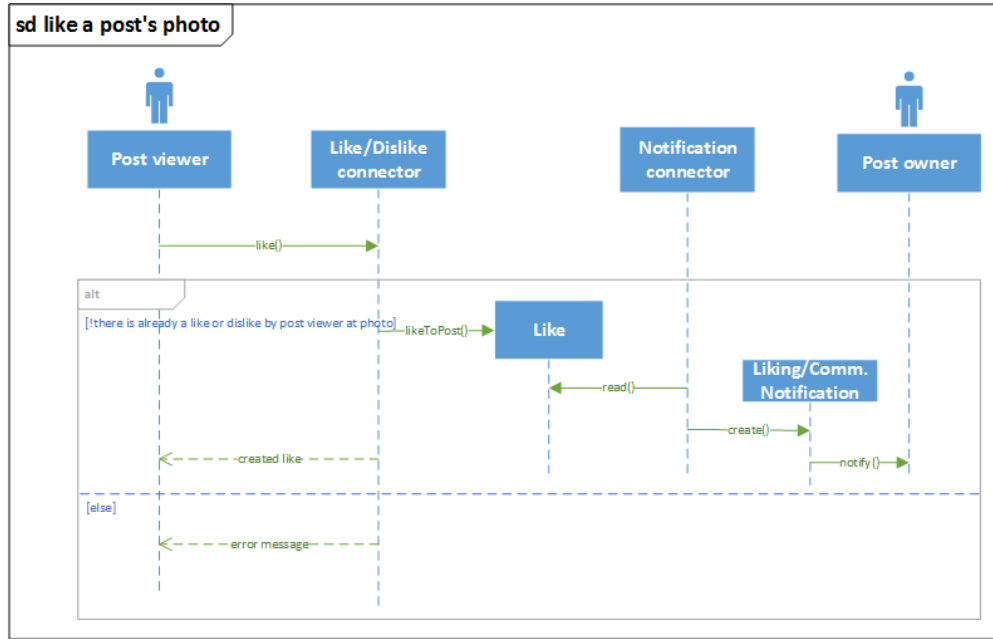 sd like a post's photo
Post viewer
Like/Dislike
connector
Notification
connector
Post owner
like()
alt
[!there is already a like or dislike by post viewer at photo]
likeToPost()
Like
Liking/Comm.
Notification
read()
create()
created like
notify()
[else]
error message